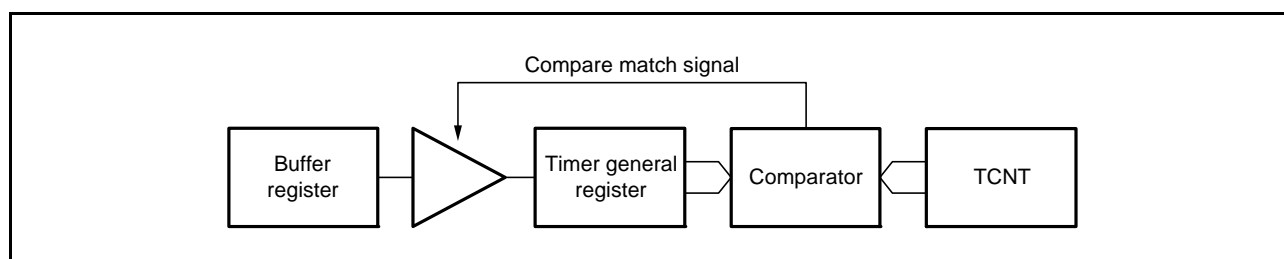 Compare match signal
Buffer
register
Timer general
register
Comparator
TCNT